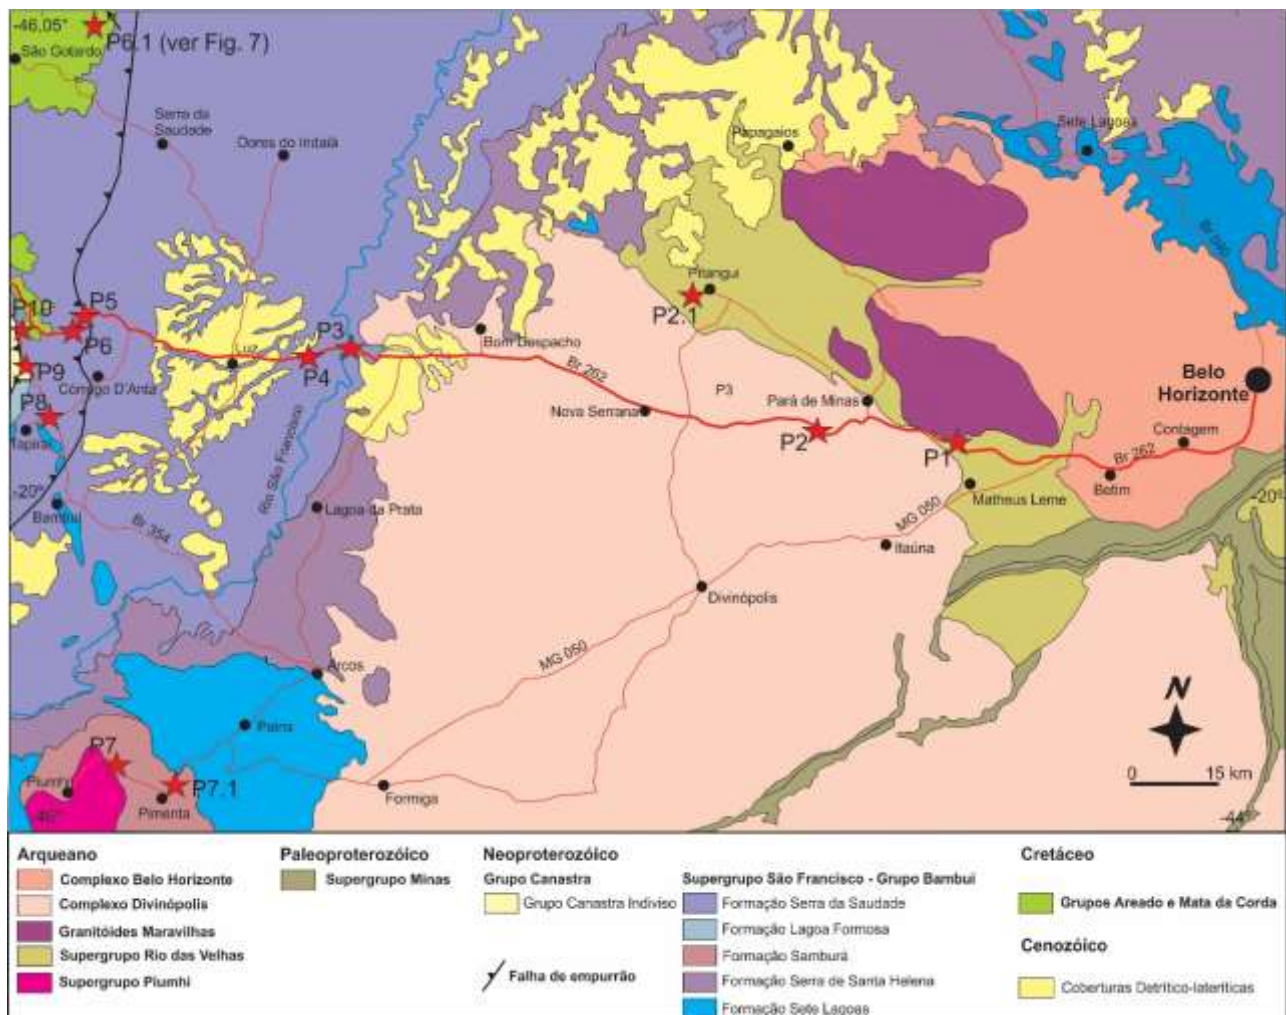 -46,05°
P6.1 (ver Fig. 7)
São Gotardo
Serra da
Saudade
Dores do Indaiá
Papagaios
Sete Lagoas
Br 040
Pitangui
P2.1
P10
P5
P6
P3
P4
Luz
Bom Despacho
Br 262
P9
Córrego D'Anta
P8
Tapiraí
Nova Serrana
P3
Pará de Minas
P2
P1
Belo
Horizonte
Contagem
Br 262
Betim
Matheus Leme
-20°
-20°
Bambuí
Br 354
Rio São Francisco
Lagoa da Prata
MG 050
Itaúna
Divinópolis
MG 050
Arcos
Pains
N
P7
P7.1
Piumhi
Pimenta
Formiga
0 15 km
-46°
-44°
Arqueano
Complexo Belo Horizonte
Complexo Divinópolis
Granitóides Maravilhas
Supergrupo Rio das Velhas
Supergrupo Piumhi
Paleoproterozóico
Supergrupo Minas
Neoproterozóico
Grupo Canastra
Grupo Canastra Indiviso
Falha de empurrão
Supergrupo São Francisco - Grupo Bambuí
Formação Serra da Saudade
Formação Lagoa Formosa
Formação Samburá
Formação Serra de Santa Helena
Formação Sete Lagoas
Cretáceo
Grupos Areado e Mata da Corda
Cenozóico
Coberturas Detrítico-lateríticas